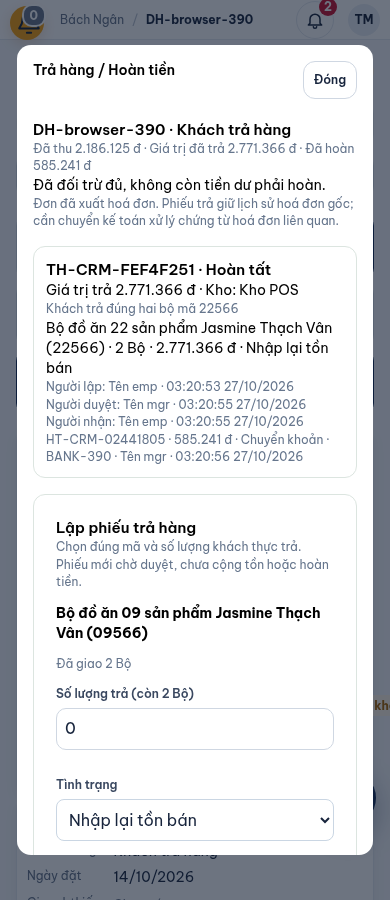 0
Bách Ngân / DH-browser-390
2
TM
Trả hàng / Hoàn tiền
Đóng
DH-browser-390 · Khách trả hàng
Đã thu 2.186.125 đ · Giá trị đã trả 2.771.366 đ · Đã hoàn
585.241 đ
Đã đối trừ đủ, không còn tiền dư phải hoàn.
Đơn đã xuất hoá đơn. Phiếu trả giữ lịch sử hoá đơn gốc;
cần chuyển kế toán xử lý chứng từ hoá đơn liên quan.
TH-CRM-FEF4F251 · Hoàn tất
Giá trị trả 2.771.366 đ · Kho: Kho POS
Khách trả đúng hai bộ mã 22566
Bộ đồ ăn 22 sản phẩm Jasmine Thạch Vân
(22566) · 2 Bộ · 2.771.366 đ · Nhập lại tồn
bán
Người lập: Tên emp · 03:20:53 27/10/2026
Người duyệt: Tên mgr · 03:20:55 27/10/2026
Người nhận: Tên emp · 03:20:55 27/10/2026
HT-CRM-02441805 · 585.241 đ · Chuyển khoản ·
BANK-390 · Tên mgr · 03:20:56 27/10/2026
Lập phiếu trả hàng
Chọn đúng mã và số lượng khách thực trả.
Phiếu mới chờ duyệt, chưa cộng tồn hoặc hoàn
tiền.
Bộ đồ ăn 09 sản phẩm Jasmine Thạch
Vân (09566)
Đã giao 2 Bộ
Số lượng trả (còn 2 Bộ)
0
Tình trạng
Nhập lại tồn bán
Ngày đặt
14/10/2026